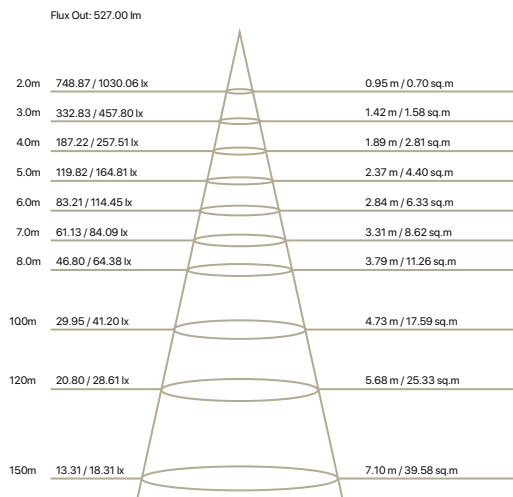 Flux Out: 527.00 lm
2.0m 748.87 / 1030.06 lx 0.95 m / 0.70 sq.m
3.0m 332.83 / 457.80 lx 1.42 m / 1.58 sq.m
4.0m 187.22 / 257.51 lx 1.89 m / 2.81 sq.m
5.0m 119.82 / 164.81 lx 2.37 m / 4.40 sq.m
6.0m 83.21 / 114.45 lx 2.84 m / 6.33 sq.m
7.0m 61.13 / 84.09 lx 3.31 m / 8.62 sq.m
8.0m 46.80 / 64.38 lx 3.79 m / 11.26 sq.m
10.0m 29.95 / 41.20 lx 4.73 m / 17.59 sq.m
12.0m 20.80 / 28.61 lx 5.68 m / 25.33 sq.m
15.0m 13.31 / 18.31 lx 7.10 m / 39.58 sq.m